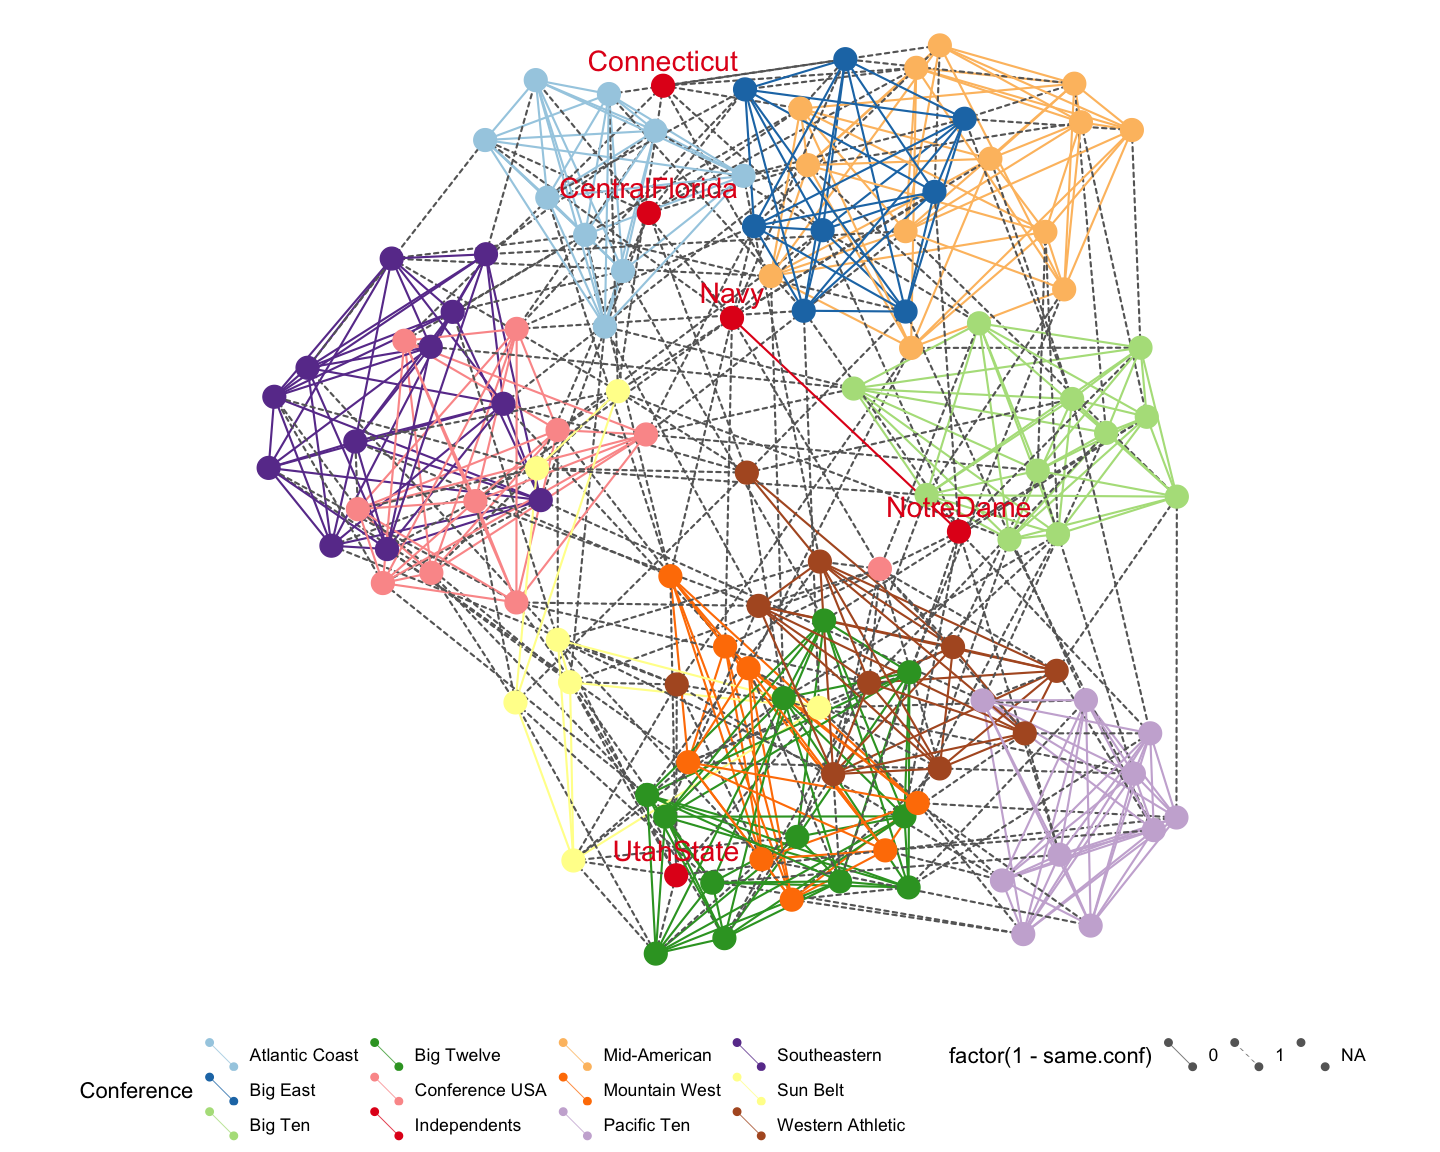 Connecticut
CentralFlorida
Navy
NotreDame
UtahState
Atlantic Coast Big Twelve Mid-American Southeastern factor(1 - same.conf) 0 1 NA
Conference Big East Conference USA Mountain West Sun Belt
Big Ten Independents Pacific Ten Western Athletic